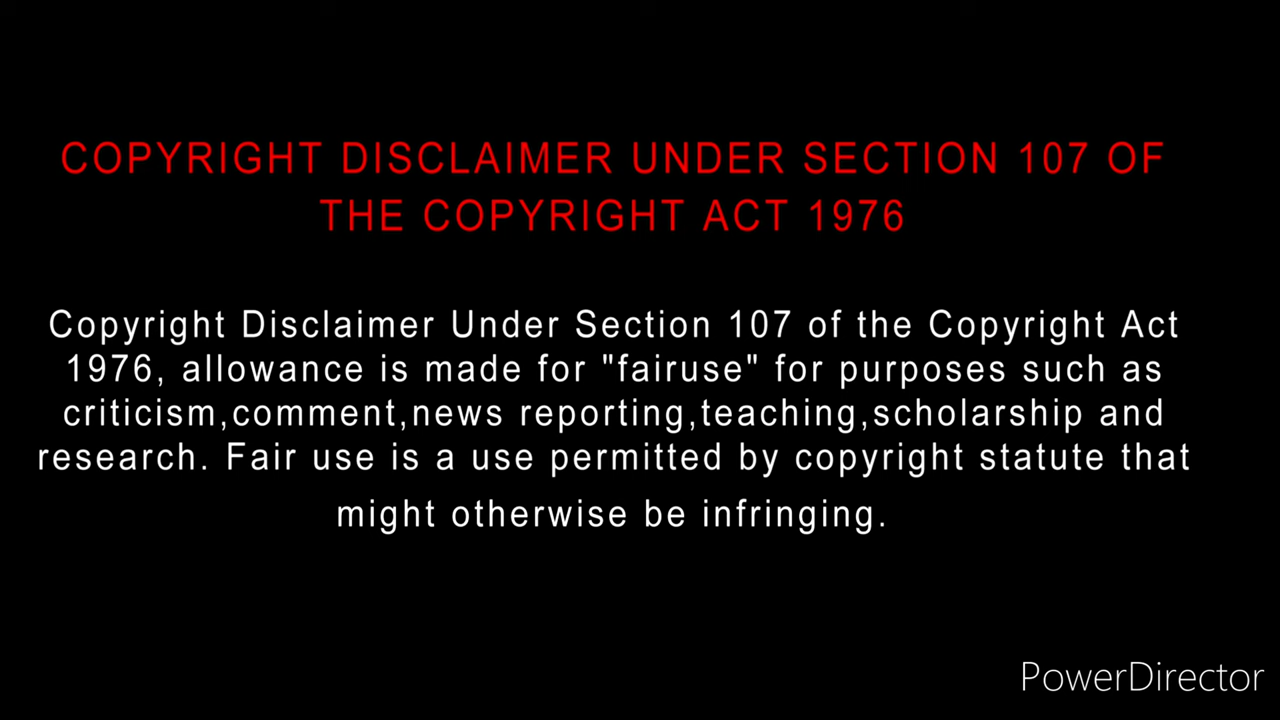 COPYRIGHT DISCLAIMER UNDER SECTION 107 OF
THE COPYRIGHT ACT 1976
Copyright Disclaimer Under Section 107 of the Copyright Act
1976, allowance is made for "fairuse" for purposes such as
criticism,comment,news reporting,teaching,scholarship and
research. Fair use is a use permitted by copyright statute that
might otherwise be infringing.
PowerDirector